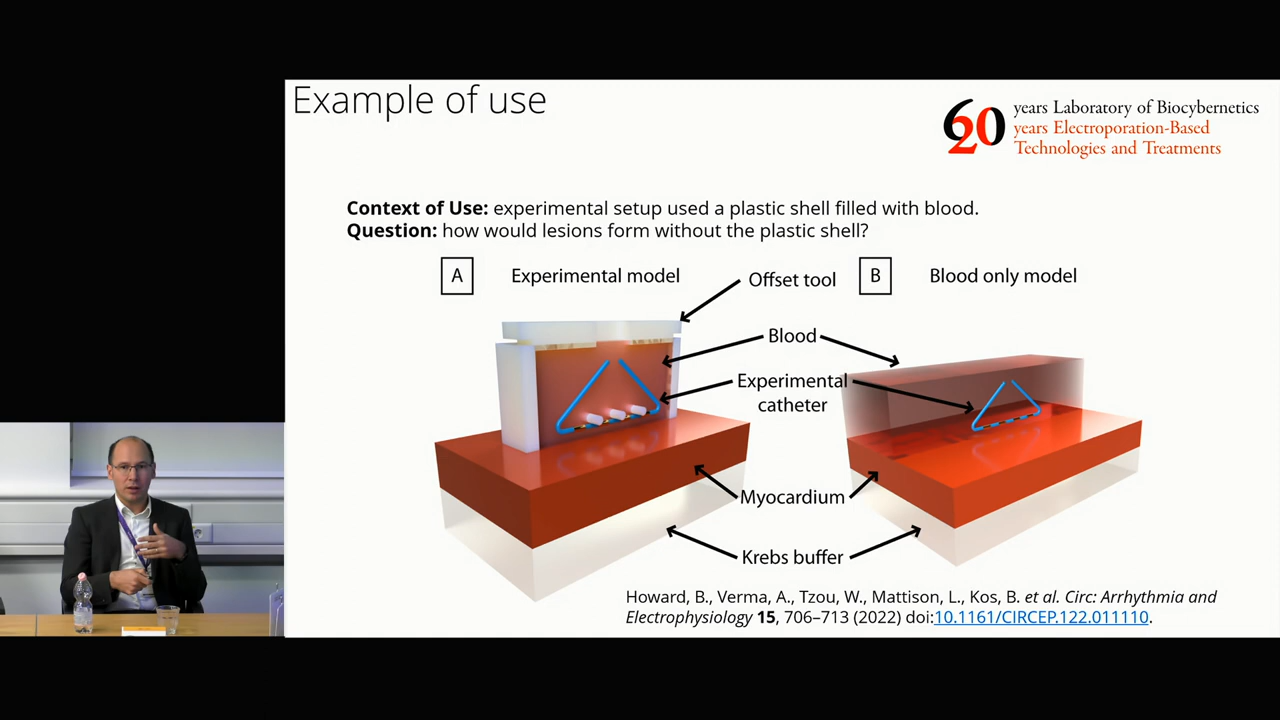 Example of use
60
20
years Laboratory of Biocybernetics
years Electroporation-Based
Technologies and Treatments
Context of Use: experimental setup used a plastic shell filled with blood.
Question: how would lesions form without the plastic shell?
A
Experimental model
Offset tool
B
Blood only model
Blood
Experimental
catheter
Myocardium
Krebs buffer
Howard, B., Verma, A., Tzou, W., Mattison, L., Kos, B. et al. Circ: Arrhythmia and
Electrophysiology 15, 706–713 (2022) doi:10.1161/CIRCEP.122.011110.